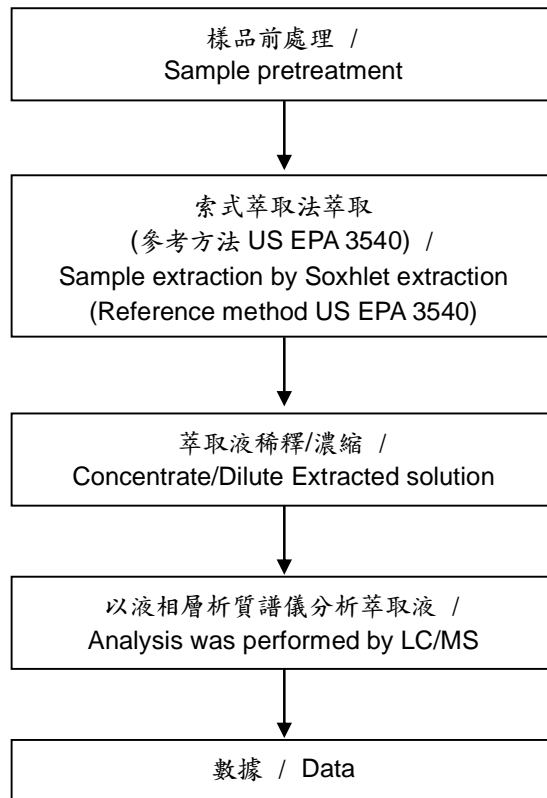 樣品前處理 /
Sample pretreatment
索式萃取法萃取
(參考方法 US EPA 3540) /
Sample extraction by Soxhlet extraction
(Reference method US EPA 3540)
萃取液稀釋/濃縮 /
Concentrate/Dilute Extracted solution
以液相層析質譜儀分析萃取液 /
Analysis was performed by LC/MS
數據 / Data